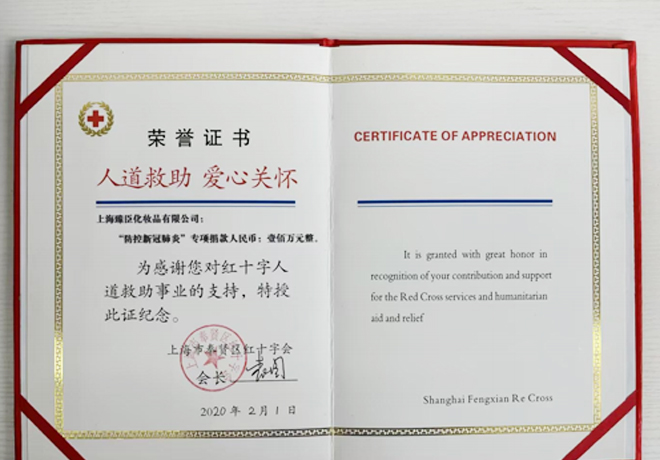 荣誉证书
人道救助 爱心关怀
上海臻臣化妆品有限公司：
“防控新冠肺炎”专项捐款人民币：壹佰万元整。
为感谢您对红十字人
道救助事业的支持，特授
此证纪念。
上海市奉贤区红十字会
会长
2020 年 2 月 1 日
CERTIFICATE OF APPRECIATION
It is granted with great honor in
recognition of your contribution and support
for the Red Cross services and humanitarian
aid and relief
Shanghai Fengxian Re Cross